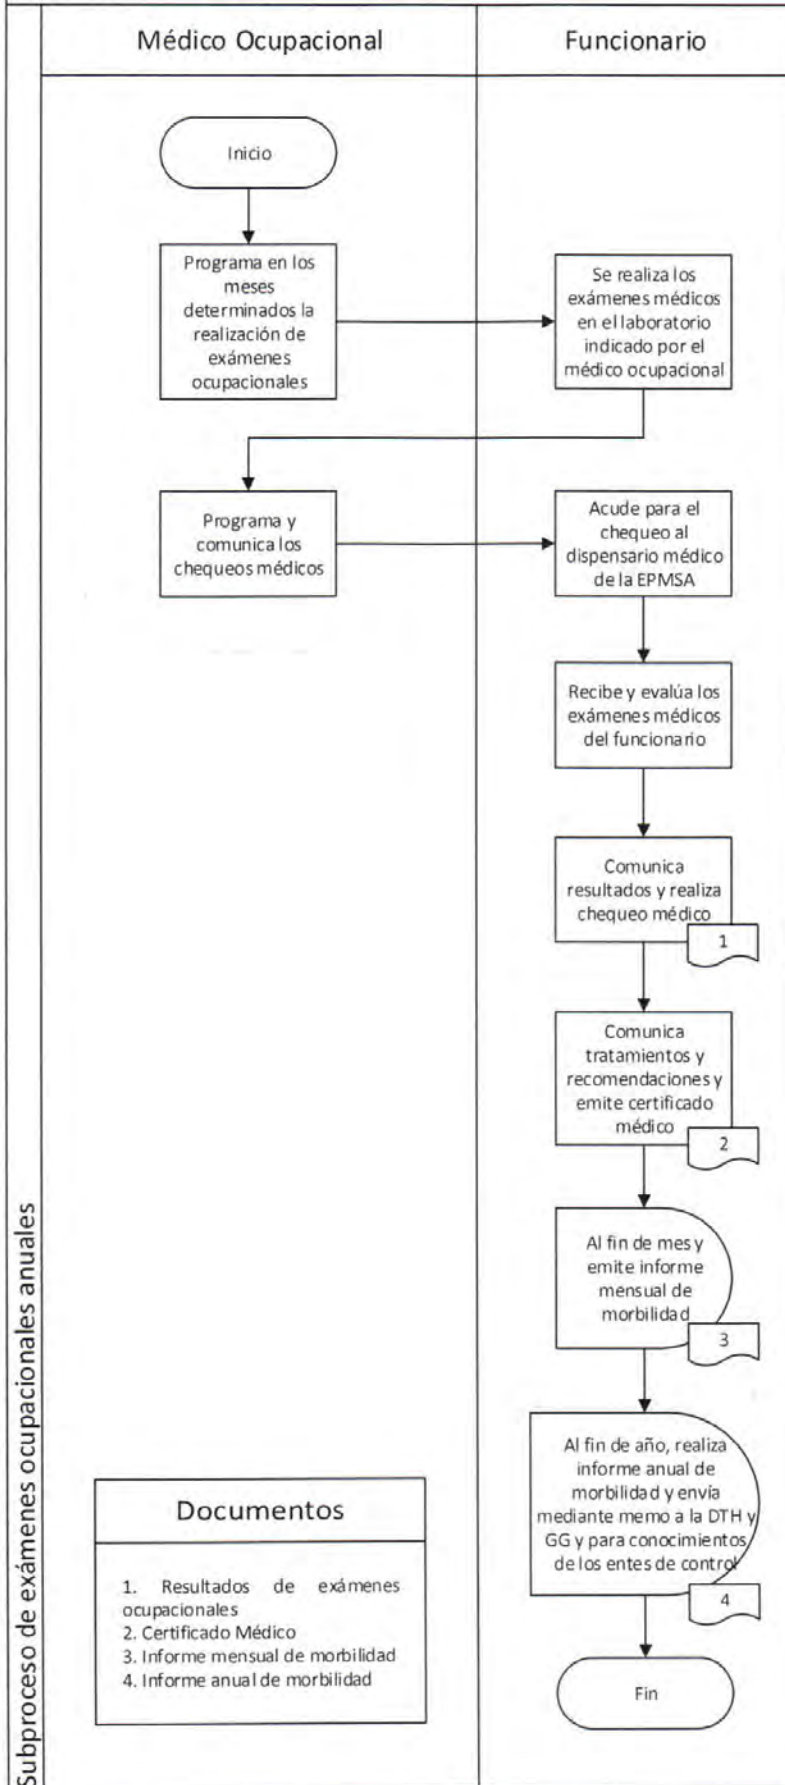 Médico Ocupacional
Funcionario
Inicio
Programa en los
meses
determinados la
realización de
exámenes
ocupacionales
Se realiza los
exámenes médicos
en el laboratorio
indicado por el
médico ocupacional
Programa y
comunica los
chequeos médicos
Acude para el
chequeo al
dispensario médico
de la EPMSA
Recibe y evalúa los
exámenes médicos
del funcionario
Comunica
resultados y realiza
chequeo médico
1
Comunica
tratamientos y
recomendaciones y
emite certificado
médico
2
Al fin de mes y
emite informe
mensual de
morbilidad
3
Al fin de año, realiza
informe anual de
morbilidad y envía
mediante memo a la DTH y
GG y para conocimientos
de los entes de control
4
Fin
Documentos
1. Resultados de exámenes
ocupacionales
2. Certificado Médico
3. Informe mensual de morbilidad
4. Informe anual de morbilidad
Subproceso de exámenes ocupacionales anuales